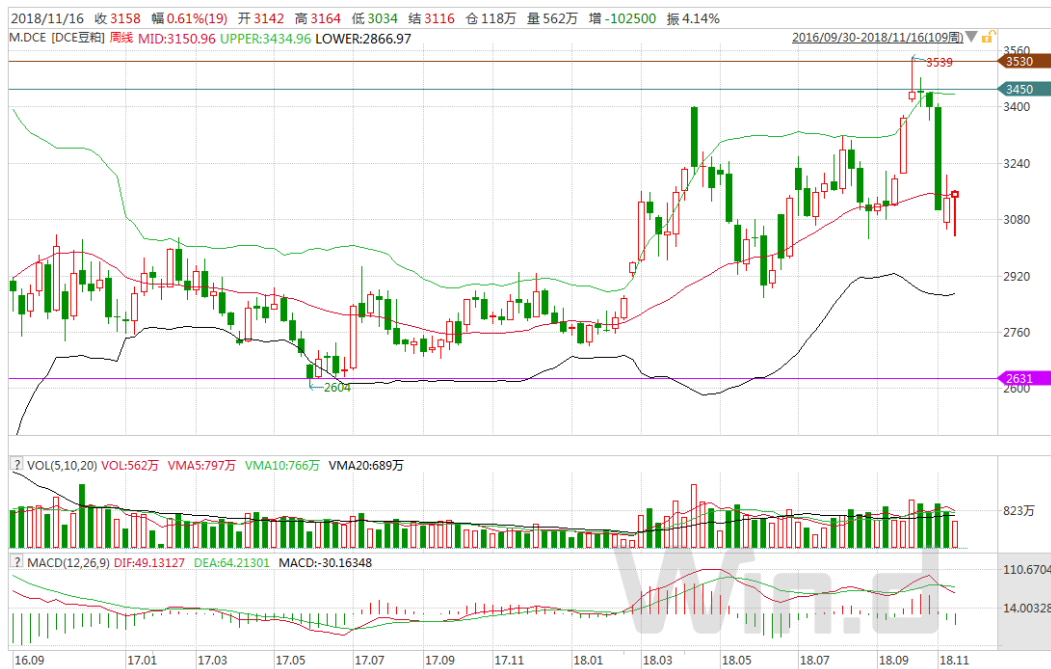 2018/11/16 收 3158 幅 0.61%(19) 开 3142 高 3164 低 3034 结 3116 仓 118万 量 562万 增 -102500 振 4.14%
M.DCE [DCE豆粕] 周线 MID:3150.96 UPPER:3434.96 LOWER:2866.97 2016/09/30-2018/11/16(109周)
3560
3539
3530
3450
3400
3240
3080
2920
2760
2631
2604
2600
? VOL(5,10,20) VOL:562万 VMA5:797万 VMA10:766万 VMA20:689万
823万
? MACD(12,26,9) DIF:49.13127 DEA:64.21301 MACD:-30.16348
110.6704
14.00328
Win.d
16.09 17.01 17.03 17.05 17.07 17.09 17.11 18.01 18.03 18.05 18.07 18.09 18.11